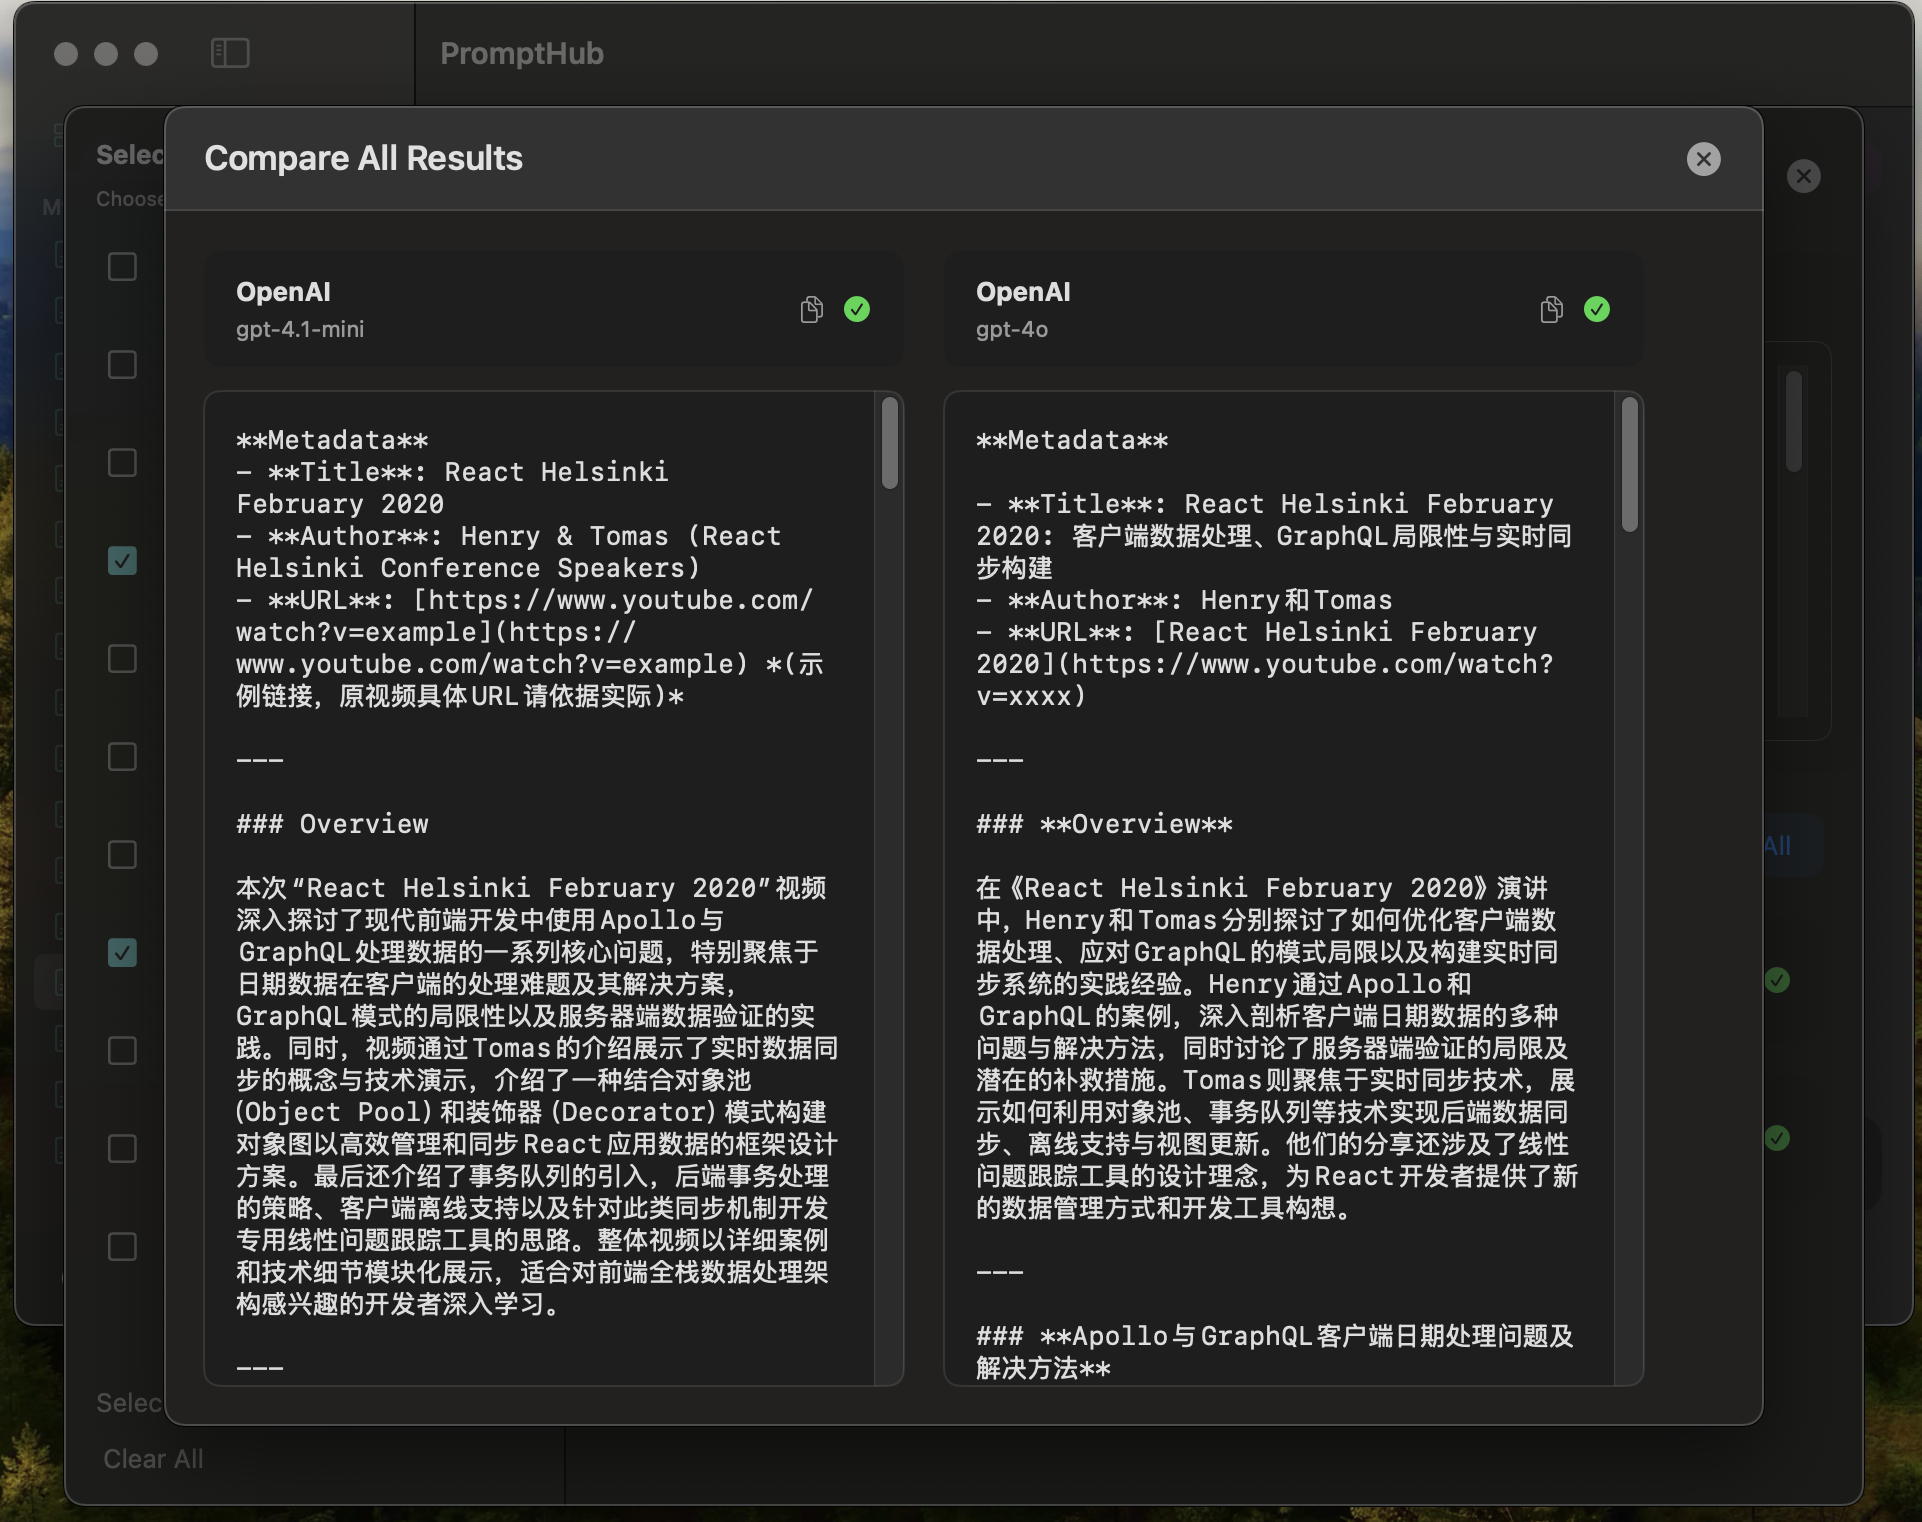 PromptHub
Selec
Choose
Compare All Results
OpenAI
gpt-4.1-mini
**Metadata**
- **Title**: React Helsinki
February 2020
- **Author**: Henry & Tomas (React
Helsinki Conference Speakers)
- **URL**: [https://www.youtube.com/
watch?v=example](https://
www.youtube.com/watch?v=example) *(示
例链接，原视频具体URL请依据实际)*
---
### Overview
本次“React Helsinki February 2020”视频
深入探讨了现代前端开发中使用Apollo与
GraphQL处理数据的一系列核心问题，特别聚焦于
日期数据在客户端的处理难题及其解决方案，
GraphQL模式的局限性以及服务器端数据验证的实
践。同时，视频通过Tomas的介绍展示了实时数据同
步的概念与技术演示，介绍了一种结合对象池
(Object Pool)和装饰器(Decorator)模式构建
对象图以高效管理和同步React应用数据的框架设计
方案。最后还介绍了事务队列的引入，后端事务处理
的策略、客户端离线支持以及针对此类同步机制开发
专用线性问题跟踪工具的思路。整体视频以详细案例
和技术细节模块化展示，适合对前端全栈数据处理架
构感兴趣的开发者深入学习。
---
OpenAI
gpt-4o
**Metadata**
- **Title**: React Helsinki February
2020: 客户端数据处理、GraphQL局限性与实时同
步构建
- **Author**: Henry和Tomas
- **URL**: [React Helsinki February
2020](https://www.youtube.com/watch?
v=xxxx)
---
### **Overview**
在《React Helsinki February 2020》演讲
中，Henry和Tomas分别探讨了如何优化客户端数
据处理、应对GraphQL的模式局限以及构建实时同
步系统的实践经验。Henry通过Apollo和
GraphQL的案例，深入剖析客户端日期数据的多种
问题与解决方法，同时讨论了服务器端验证的局限及
潜在的补救措施。Tomas则聚焦于实时同步技术，展
示如何利用对象池、事务队列等技术实现后端数据同
步、离线支持与视图更新。他们的分享还涉及了线性
问题跟踪工具的设计理念，为React开发者提供了新
的数据管理方式和开发工具构想。
---
### **Apollo与GraphQL客户端日期处理问题及
解决方法**
All
Selec
Clear All